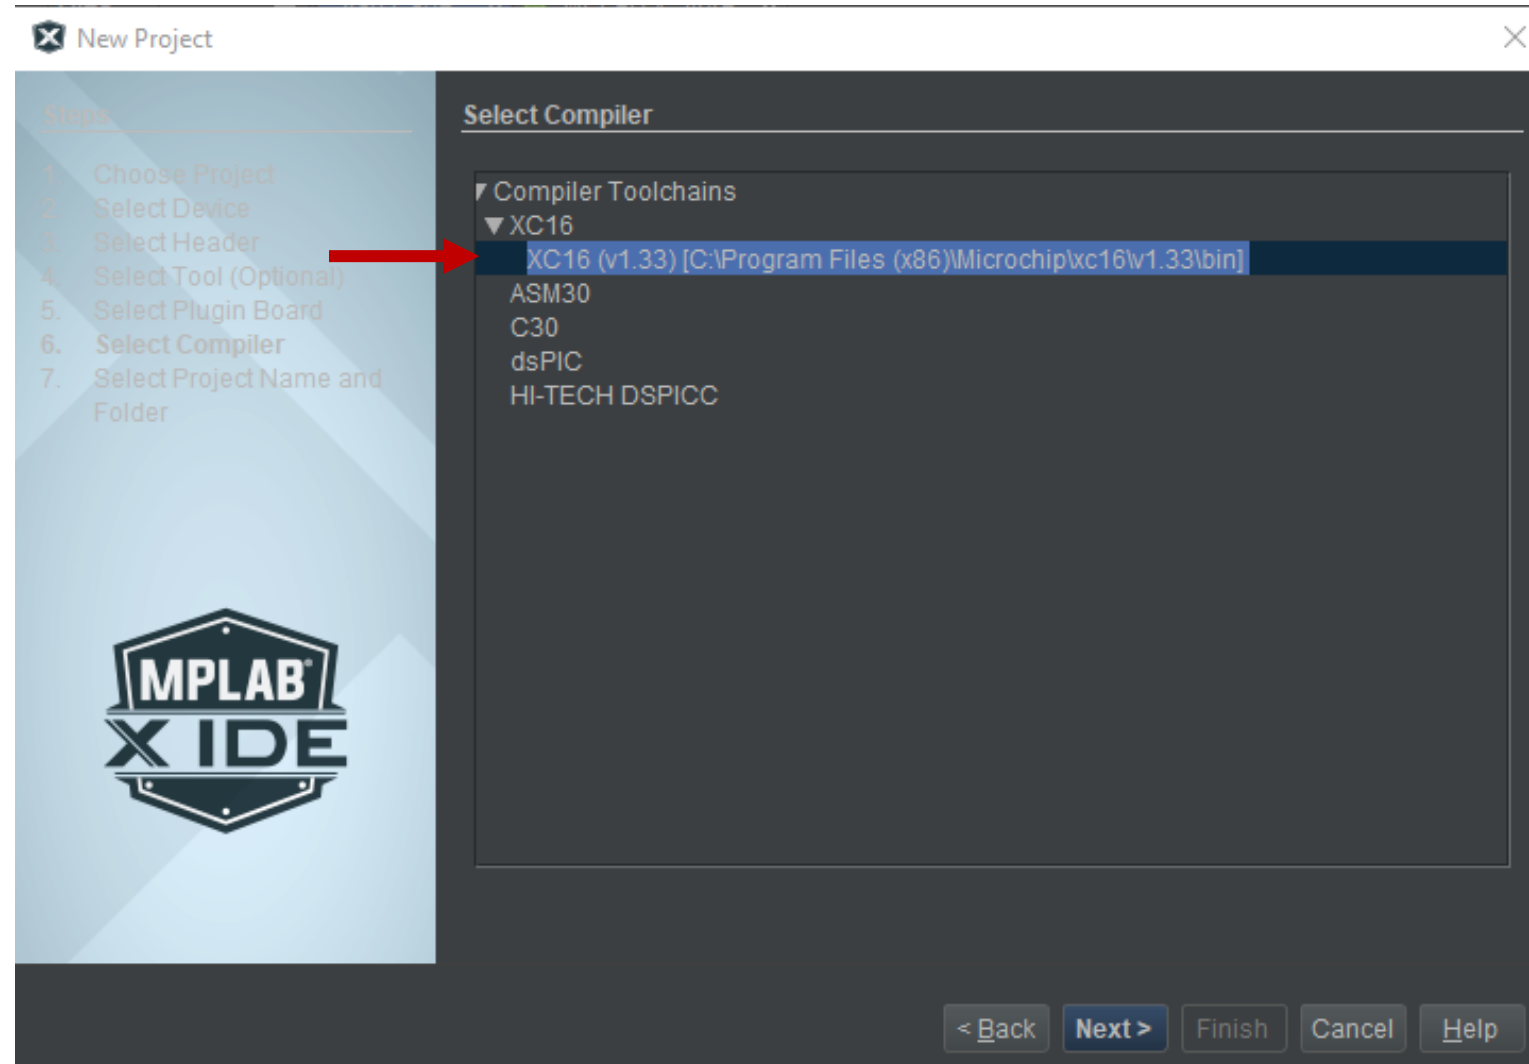 New Project
Steps
1. Choose Project
2. Select Device
3. Select Header
4. Select Tool (Optional)
5. Select Plugin Board
6. Select Compiler
7. Select Project Name and
Folder
MPLAB®
X IDE
Select Compiler
Compiler Toolchains
XC16
XC16 (v1.33) [C:\Program Files (x86)\Microchip\xc16\v1.33\bin]
ASM30
C30
dsPIC
HI-TECH DSPICC
< Back Next > Finish Cancel Help